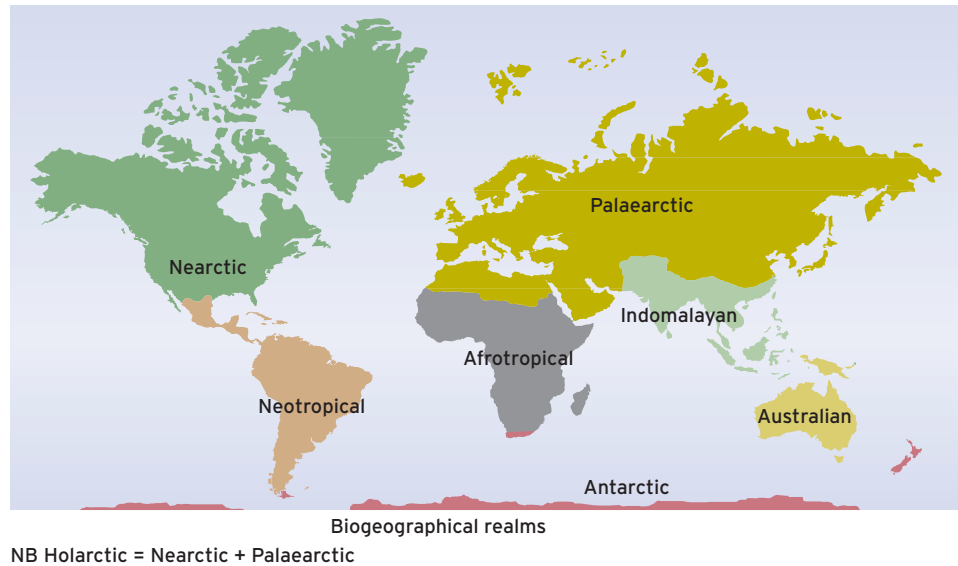 Palaearctic
Nearctic
Indomalayan
Afrotropical
Neotropical
Australian
Antarctic
Biogeographical realms
NB Holarctic = Nearctic + Palaearctic